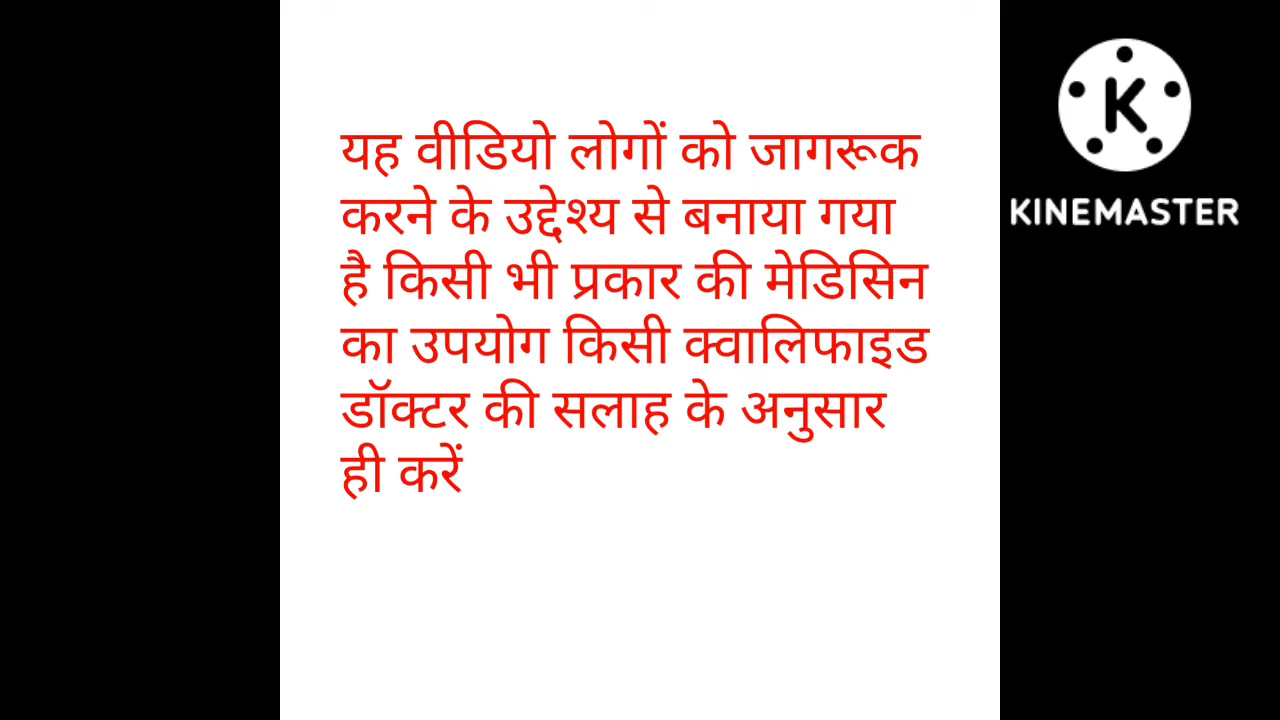 यह वीडियो लोगों को जागरूक
करने के उद्देश्य से बनाया गया
है किसी भी प्रकार की मेडिसिन
का उपयोग किसी क्वालिफाइड
डॉक्टर की सलाह के अनुसार
ही करें
K
KINEMASTER